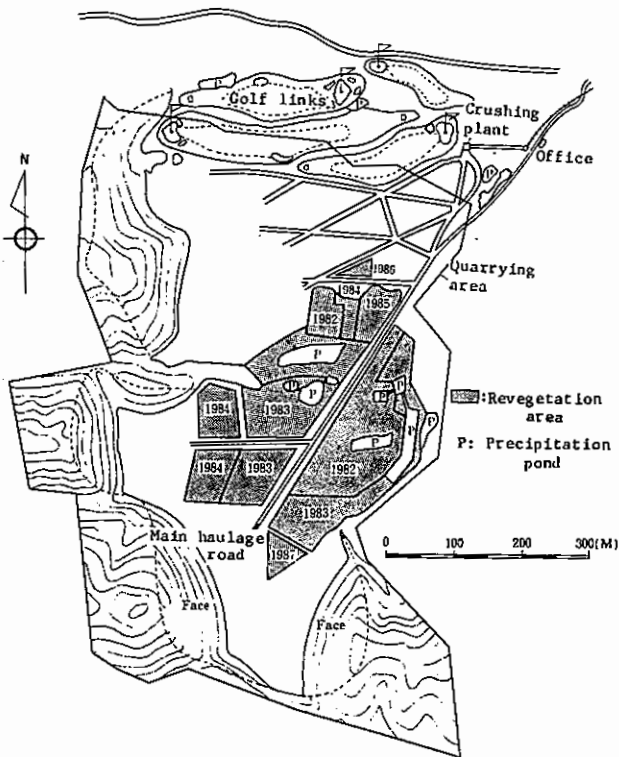 Golf links
Crushing
plant
Office
N
P
Quarrying
area
1986
1984
1985
1982
P
P
P
P
P
1984
1983
:Revegetation
area
P
P
P: Precipitation
pond
P
1984
1983
1982
1983
Main haulage
road
1987
0 100 200 300(M)
Face
Face